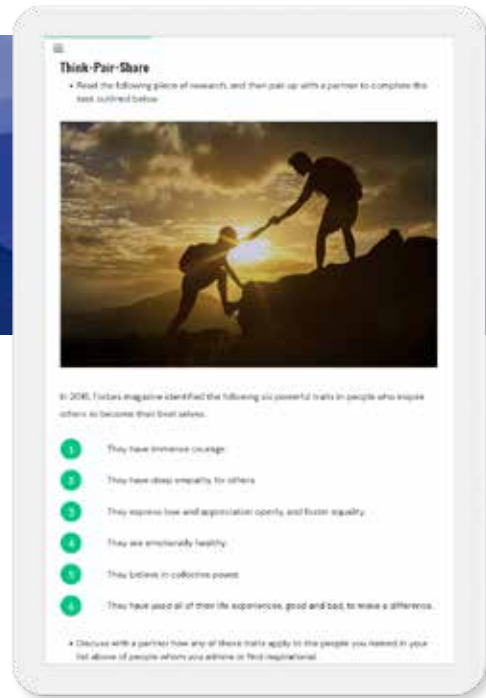 Think-Pair-Share
• Read the following piece of research, and then pair up with a partner to complete the
task outlined below.
In Forbes magazine identified the following six powerful traits in people who inspire
others to become their best selves.
1 They have immense courage.
2 They have deep empathy for others.
3 They express love and appreciation openly, and foster equality.
4 They are emotionally healthy.
5 They believe in collective power.
6 They have used all of their life experiences, good and bad, to make a difference.
• Discuss with a partner how any of these traits apply to the people you named in your
list above of people whom you admire or find inspirational.